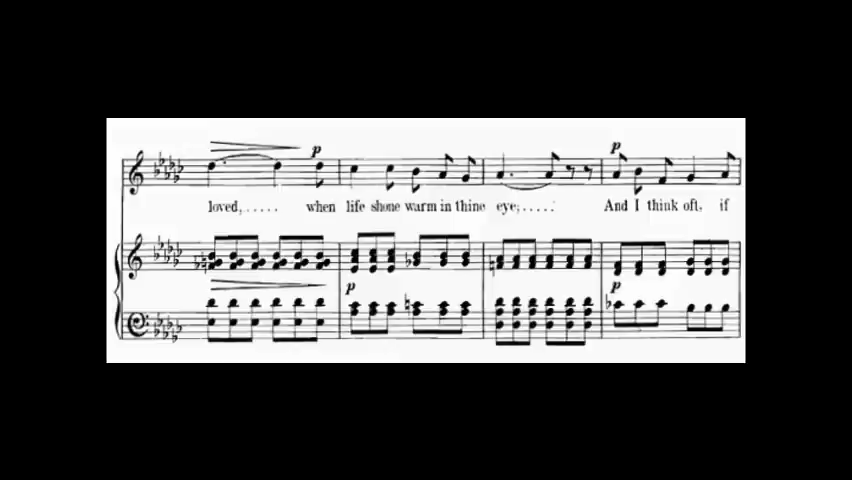 p p
loved,..... when life shone warm in thine eye;..... And I think oft, if
p p